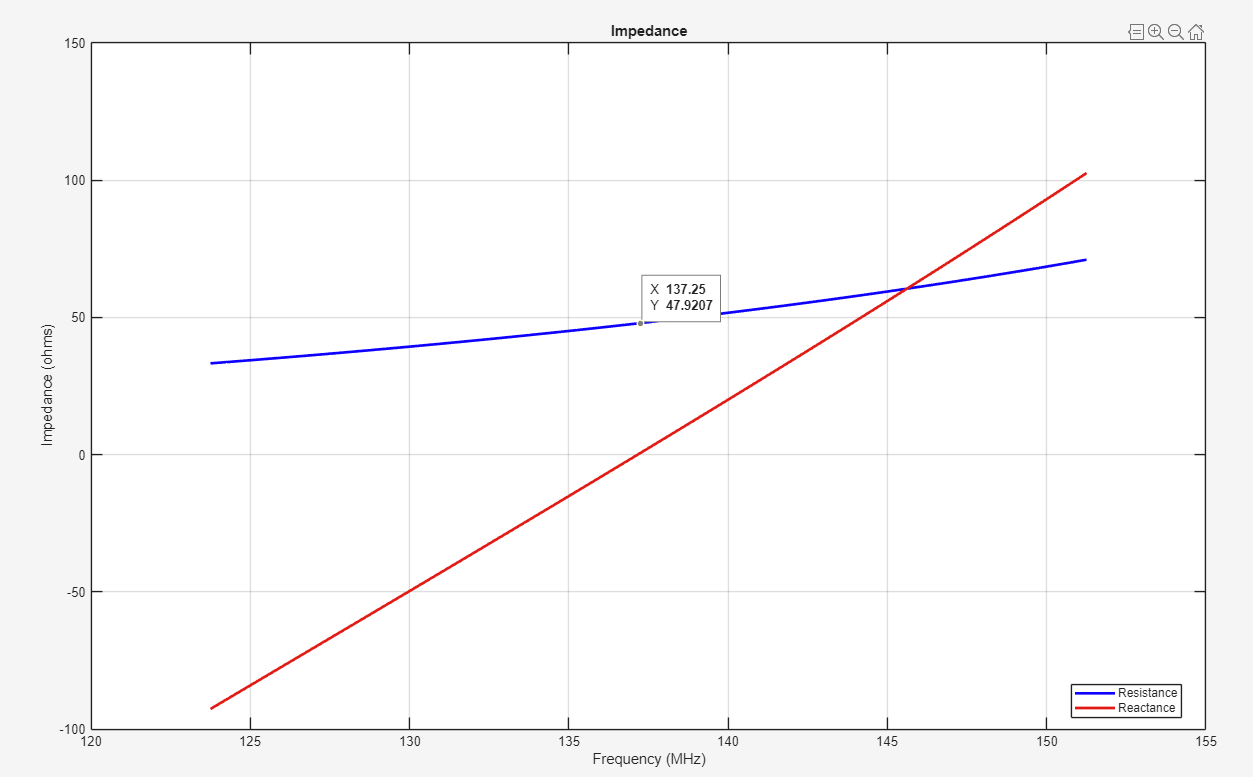 Impedance
150
100
50
0
-50
-100
Impedance (ohms)
X 137.25
Y 47.9207
Resistance
Reactance
120 125 130 135 140 145 150 155
Frequency (MHz)